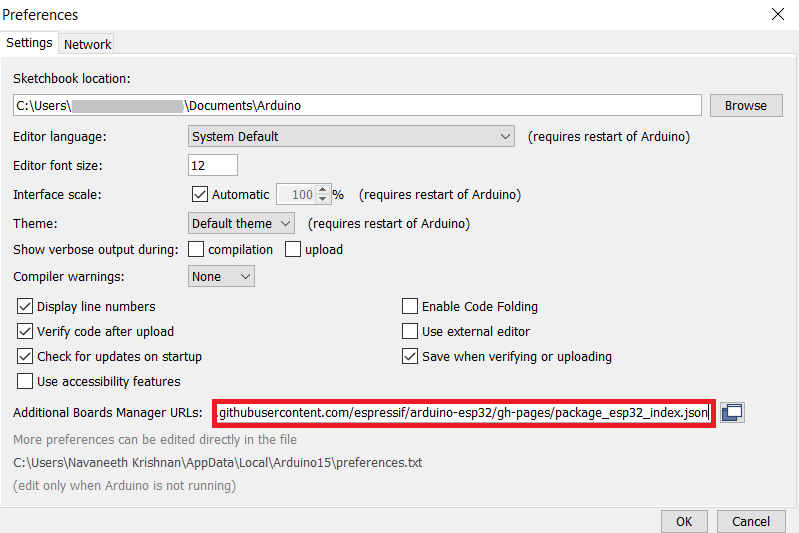 Preferences
Settings Network
Sketchbook location:
C:\Users\ \Documents\Arduino Browse
Editor language: System Default (requires restart of Arduino)
Editor font size: 12
Interface scale: Automatic 100 % (requires restart of Arduino)
Theme: Default theme (requires restart of Arduino)
Show verbose output during: compilation upload
Compiler warnings: None
Display line numbers Enable Code Folding
Verify code after upload Use external editor
Check for updates on startup Save when verifying or uploading
Use accessibility features
Additional Boards Manager URLs: .githubusercontent.com/espressif/arduino-esp32/gh-pages/package_esp32_index.json
More preferences can be edited directly in the file
C:\Users\Navaneeth Krishnan\AppData\Local\Arduino15\preferences.txt
(edit only when Arduino is not running)
OK Cancel